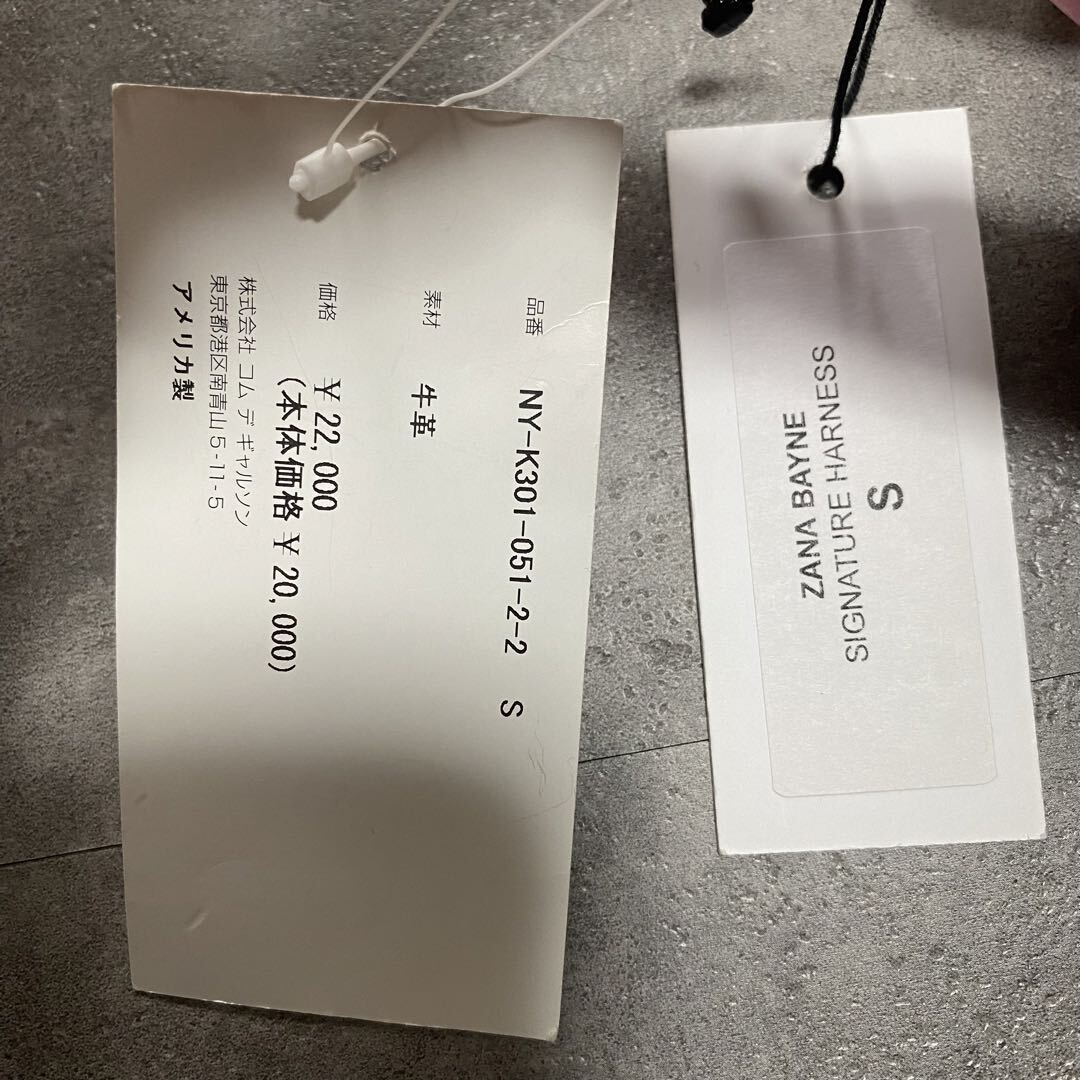 品番 NY-K301-051-2-2 S
素材 牛革
価格 ¥ 22,000
(本体価格 ¥ 20,000)
株式会社 コム デ ギャルソン
東京都港区南青山 5-11-5
アメリカ製
ZANA BAYNE
SIGNATURE HARNESS
S